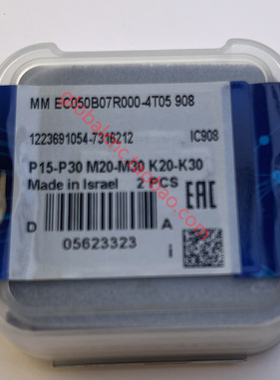 MM EC050B07R000-4T05 908
1223691054-7316212 IC908
P15-P30 M20-M30 K20-K30
Made in Israel 2 PCS
EAC
D A
05623323 i